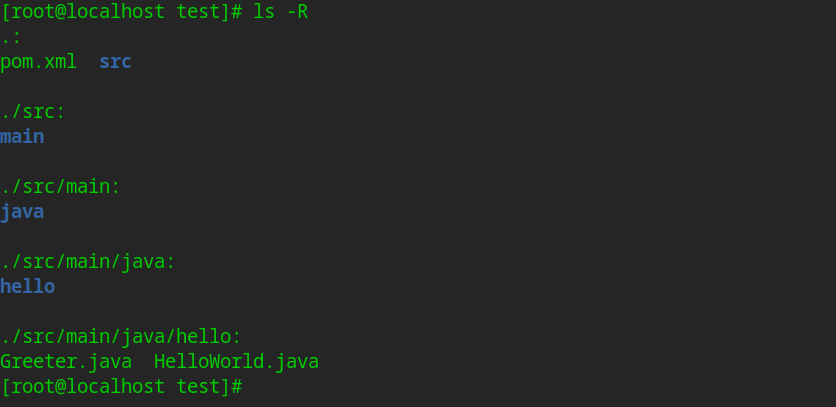 [root@localhost test]# ls -R
.:
pom.xml  src
./src:
main
./src/main:
java
./src/main/java:
hello
./src/main/java/hello:
Greeter.java  HelloWorld.java
[root@localhost test]#